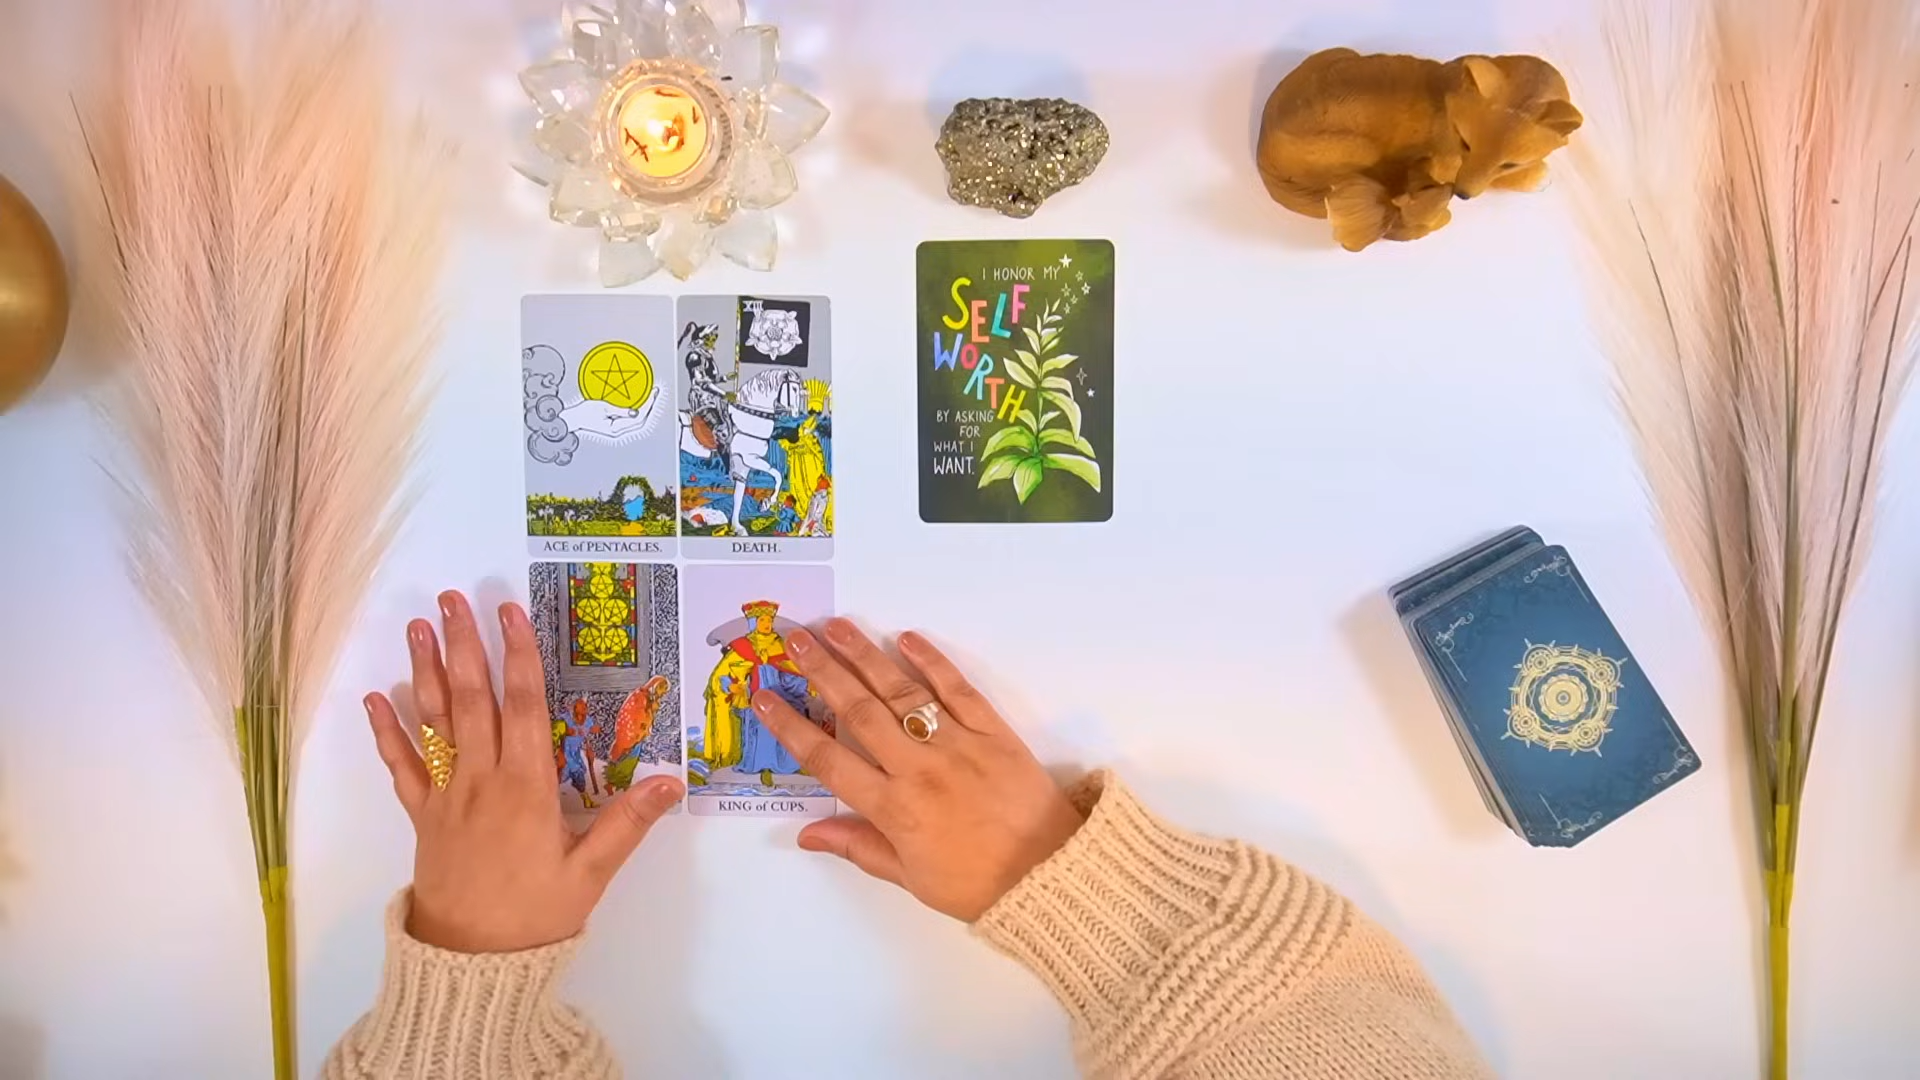 ACE of PENTACLES.
XIII
DEATH.
KING of CUPS.
I HONOR MY
SELF
WORTH
BY ASKING
FOR
WHAT I
WANT.